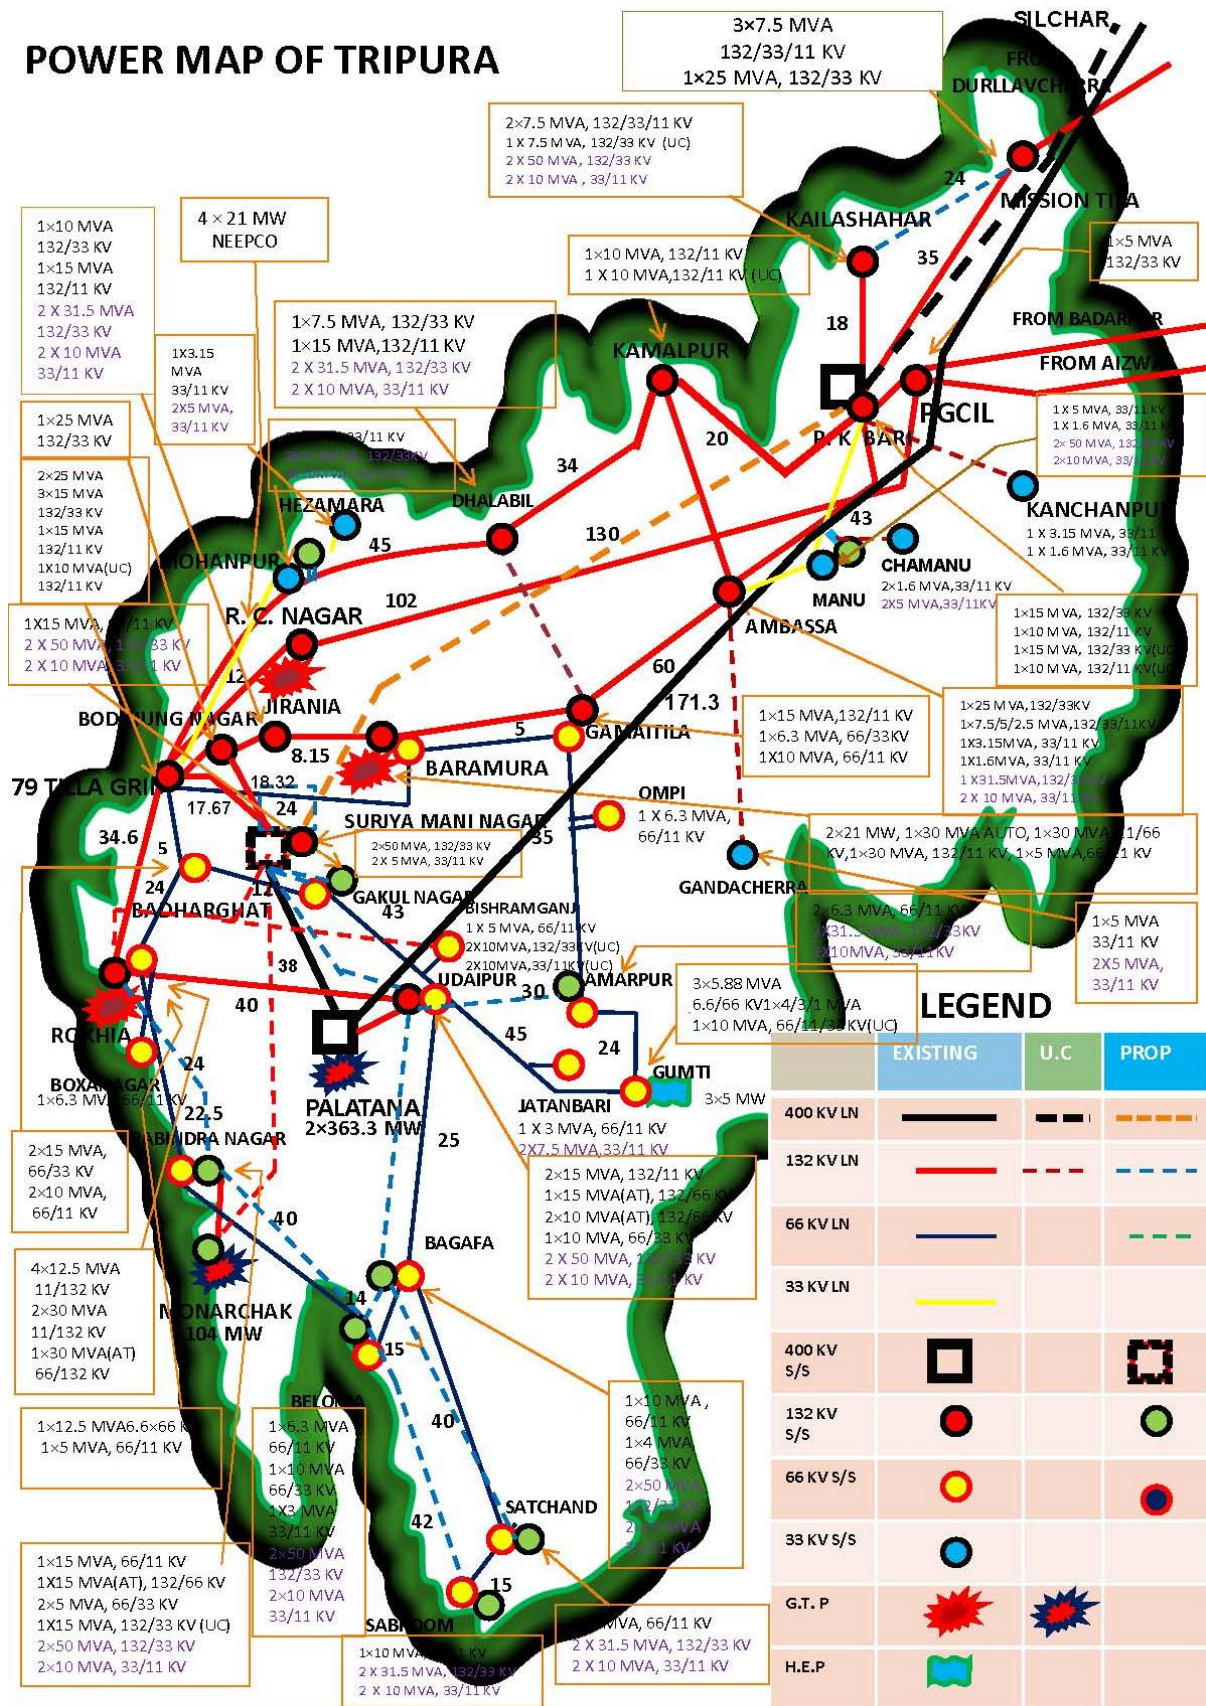 POWER MAP OF TRIPURA
3×7.5 MVA
132/33/11 KV
1×25 MVA, 132/33 KV
SILCHAR
DURLLAVCHERRA
2×7.5 MVA, 132/33/11 KV
1 X 7.5 MVA, 132/33 KV (UC)
2 X 50 MVA, 132/33 KV
2 X 10 MVA , 33/11 KV
24
MISSION TILA
KAILASHAHAR
35
18
1×10 MVA
132/33 KV
1×15 MVA
132/11 KV
2 X 31.5 MVA
132/33 KV
2 X 10 MVA
33/11 KV
4 × 21 MW
NEEPCO
1×10 MVA, 132/11 KV
1 X 10 MVA,132/11 KV (UC)
1×5 MVA
132/33 KV
1×7.5 MVA, 132/33 KV
1×15 MVA,132/11 KV
2 X 31.5 MVA, 132/33 KV
2 X 10 MVA, 33/11 KV
1X3.15
MVA
33/11 KV
2X5 MVA,
33/11 KV
FROM BADARPUR
FROM AIZWAL
KAMALPUR
PGCIL
P. K. BARI
20
1 X 5 MVA, 33/11 KV
1 X 1.6 MVA, 33/11 KV
2× 50 MVA, 132/33 KV
2×10 MVA, 33/11 KV
1×25 MVA
132/33 KV
2×25 MVA
3×15 MVA
132/33 KV
1×15 MVA
132/11 KV
1X10 MVA(UC)
132/11 KV
34
DHALABIL
HEZAMARA
45
MOHANPUR
130
43
KANCHANPUR
1 X 3.15 MVA, 33/11
1 X 1.6 MVA, 33/11 KV
CHAMANU
2×1.6 MVA,33/11 KV
2X5 MVA,33/11KV
MANU
AMBASSA
R. C. NAGAR
102
1X15 MVA, 33/11 KV
2 X 50 MVA, 132/33 KV
2 X 10 MVA, 33/11 KV
12
1×15 MVA, 132/33 KV
1×10 MVA, 132/11 KV
1×15 MVA, 132/33 KV(UC)
1×10 MVA, 132/11 KV(UC)
60
171.3
JIRANIA
BODHJUNG NAGAR
8.15
BARAMURA
5
GAMAITILA
1×15 MVA,132/11 KV
1×6.3 MVA, 66/33KV
1X10 MVA, 66/11 KV
1×25 MVA, 132/33KV
1×7.5/5/2.5 MVA,132/33/11KV
1X3.15MVA, 33/11 KV
1X1.6MVA, 33/11 KV
1 X31.5MVA,132/33 KV
2 X 10 MVA, 33/11 KV
79 TILLA GRID
18.32
17.67
24
SURJYA MANI NAGAR
OMPI
1 X 6.3 MVA,
66/11 KV
35
34.6
5
24
2×50 MVA, 132/33 KV
2 X 5 MVA, 33/11 KV
2×21 MW, 1×30 MVA AUTO, 1×30 MVA, 11/66
KV,1×30 MVA, 132/11 KV, 1×5 MVA,66/11 KV
GANDACHERRA
GAKUL NAGAR
12
BADHARGHAT
43
BISHRAMGANJ
1 X 5 MVA, 66/11 KV
2X10MVA,132/33KV(UC)
2X10MVA,33/11KV(UC)
2×6.3 MVA, 66/11 KV
2X31.5 MVA, 132/33KV
2X10MVA, 33/11KV
1×5 MVA
33/11 KV
2X5 MVA,
33/11 KV
38
UDAIPUR
30
AMARPUR
3×5.88 MVA
6.6/66 KV1×4/3/1 MVA
1×10 MVA, 66/11/33 KV(UC)
40
ROKHIA
45
24
GUMTI
3×5 MW
BOXANAGAR
1×6.3 MVA,66/11 KV
24
22.5
PALATANA
2×363.3 MW
JATANBARI
1 X 3 MVA, 66/11 KV
2X7.5 MVA,33/11 KV
RABINDRA NAGAR
25
2×15 MVA,
66/33 KV
2×10 MVA,
66/11 KV
2×15 MVA, 132/11 KV
1×15 MVA(AT), 132/66 KV
2×10 MVA(AT), 132/66 KV
1×10 MVA, 66/33 KV
2 X 50 MVA, 132/33 KV
2 X 10 MVA, 33/11 KV
40
BAGAFA
4×12.5 MVA
11/132 KV
2×30 MVA
11/132 KV
1×30 MVA(AT)
66/132 KV
MONARCHAK
104 MW
14
15
BELONIA
1×12.5 MVA6.6×66 KV
1×5 MVA, 66/11 KV
1×6.3 MVA
66/11 KV
1×10 MVA
66/33 KV
1X3 MVA
33/11 KV
2×50 MVA
132/33 KV
2×10 MVA
33/11 KV
40
1×10 MVA ,
66/11 KV
1×4 MVA,
66/33 KV
2×50 MVA
132/33 KV
42
SATCHAND
15
SABROOM
1×15 MVA, 66/11 KV
1X15 MVA(AT), 132/66 KV
2×5 MVA, 66/33 KV
1X15 MVA, 132/33 KV (UC)
2×50 MVA, 132/33 KV
2×10 MVA, 33/11 KV
1×10 MVA,
2 X 31.5 MVA, 132/33 KV
2 X 10 MVA, 33/11 KV
MVA, 66/11 KV
2 X 31.5 MVA, 132/33 KV
2 X 10 MVA, 33/11 KV
LEGEND
EXISTING U.C PROP
400 KV LN
132 KV LN
66 KV LN
33 KV LN
400 KV
S/S
132 KV
S/S
66 KV S/S
33 KV S/S
G.T. P
H.E.P